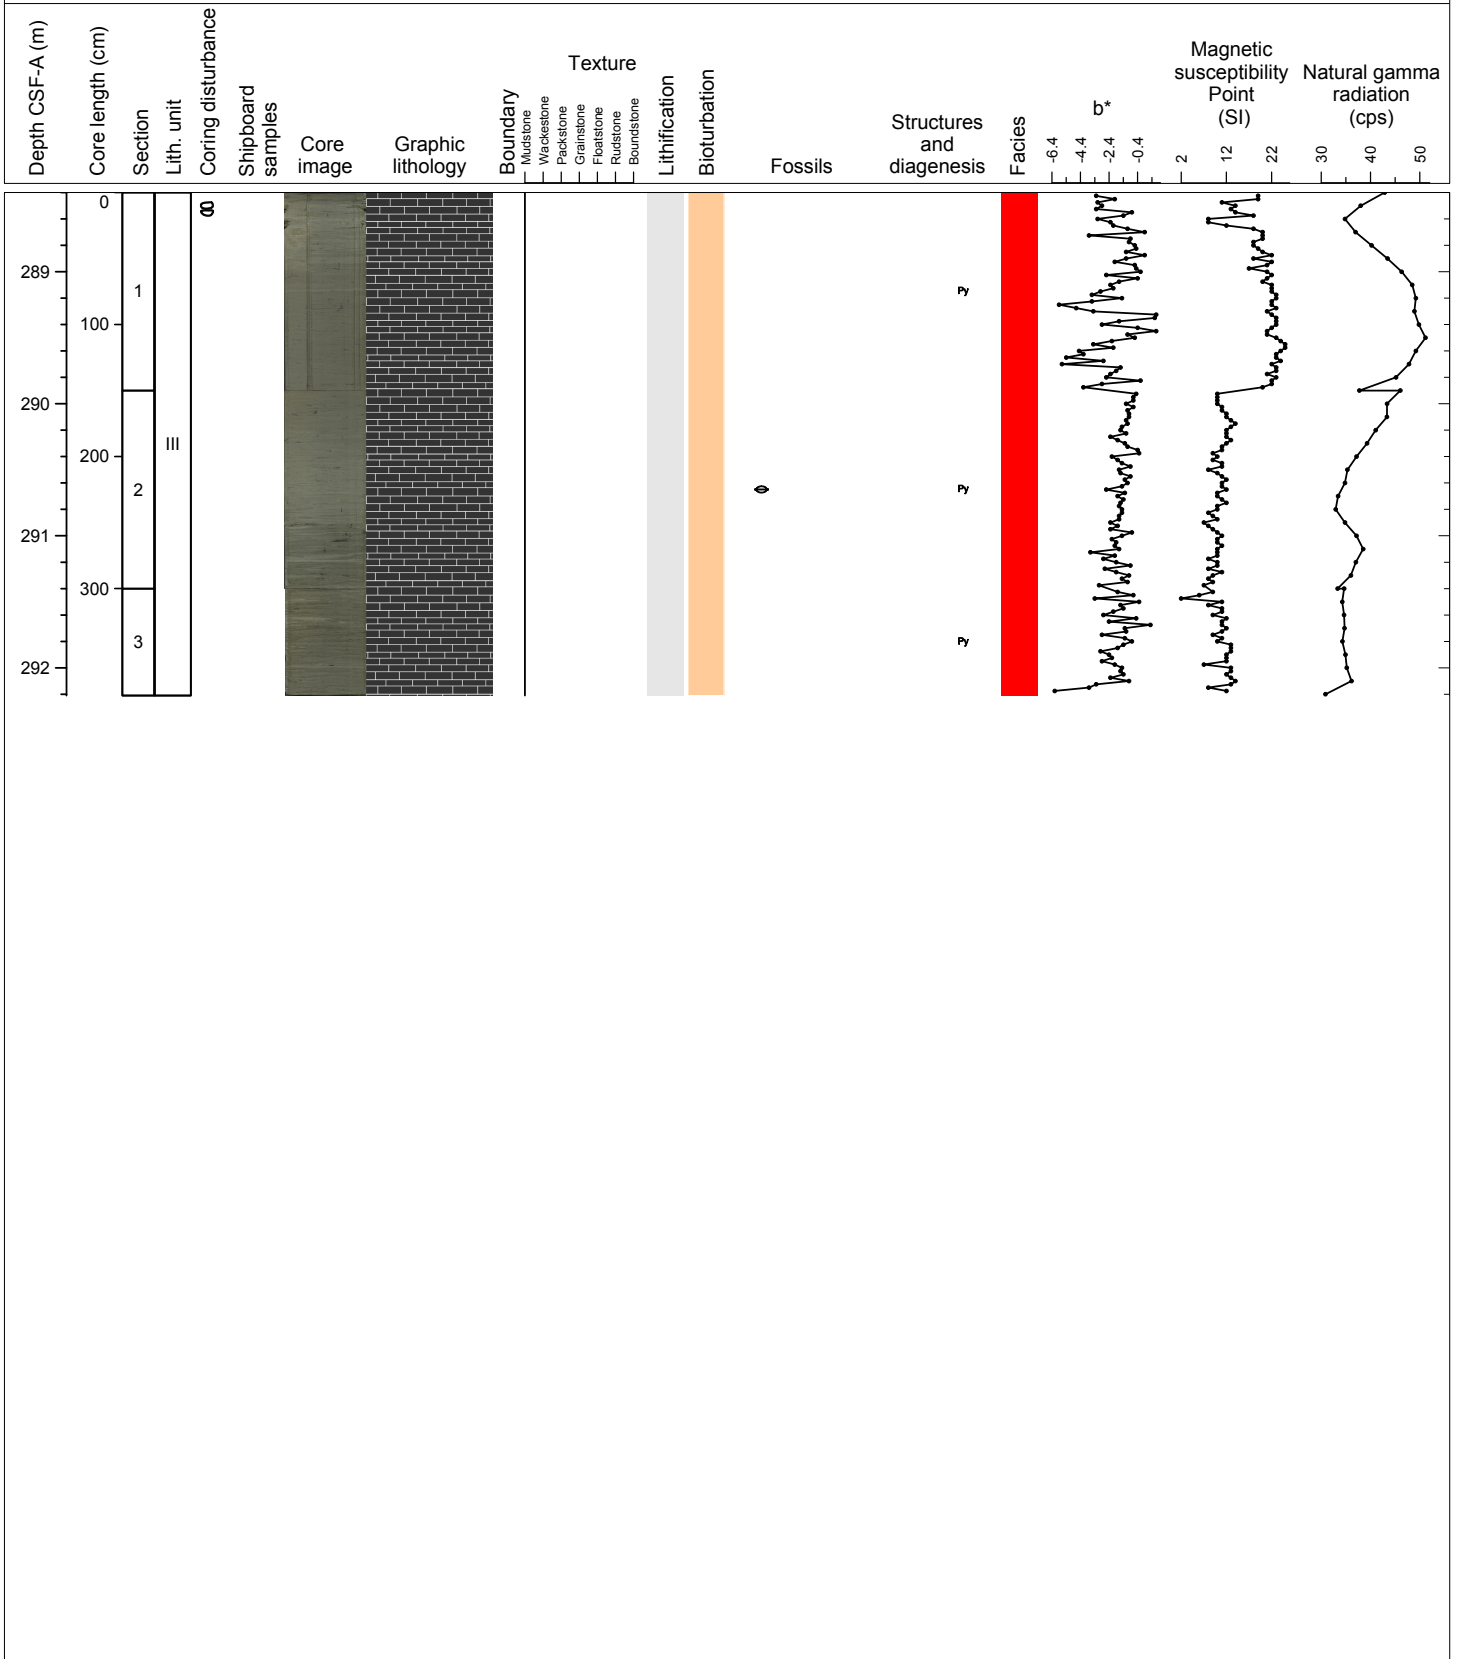 Depth CSF-A (m)
Core length (cm)
Section
Lith. unit
Coring disturbance
Shipboard
samples
Core
image
Graphic
lithology
Boundary
Texture
Mudstone
Wackestone
Packstone
Grainstone
Floatstone
Rudstone
Boundstone
Lithification
Bioturbation
Fossils
Structures
and
diagenesis
Facies
b*
-6.4
-4.4
-2.4
-0.4
Magnetic
susceptibility
Point
(SI)
2
12
22
Natural gamma
radiation
(cps)
30
40
50
0
289
1
Py
100
290
III
200
2
Py
291
300
3
Py
292